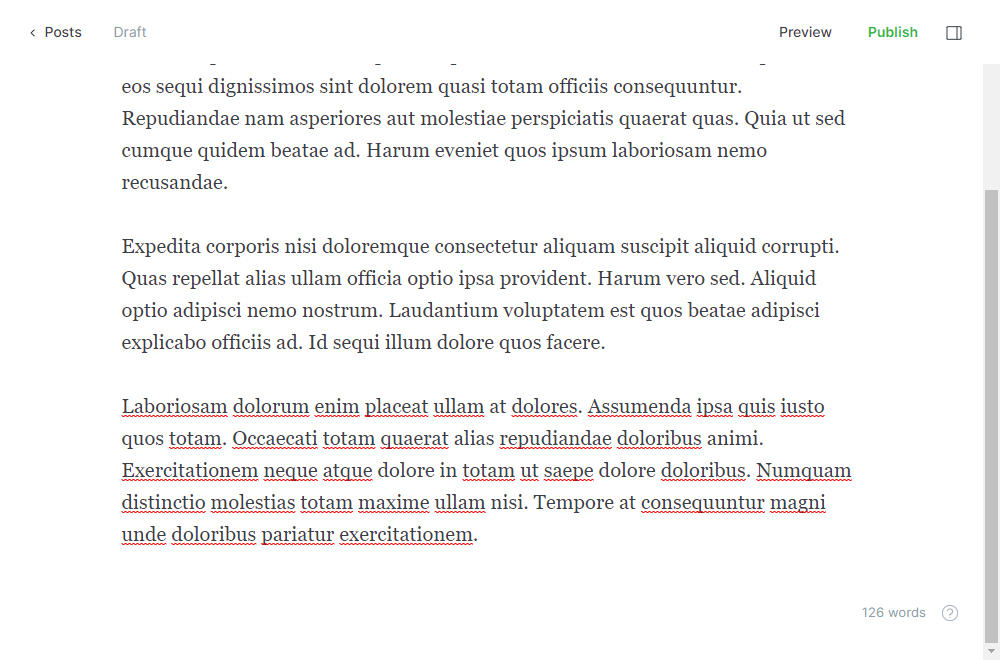 Posts
Draft
Preview
Publish
eos sequi dignissimos sint dolorem quasi totam officiis consequuntur.
Repudiandae nam asperiores aut molestiae perspiciatis quaerat quas. Quia ut sed
cumque quidem beatae ad. Harum eveniet quos ipsum laboriosam nemo
recusandae.
Expedita corporis nisi doloremque consectetur aliquam suscipit aliquid corrupti.
Quas repellat alias ullam officia optio ipsa provident. Harum vero sed. Aliquid
optio adipisci nemo nostrum. Laudantium voluptatem est quos beatae adipisci
explicabo officiis ad. Id sequi illum dolore quos facere.
Laboriosam dolorum enim placeat ullam at dolores. Assumenda ipsa quis iusto
quos totam. Occaecati totam quaerat alias repudiandae doloribus animi.
Exercitationem neque atque dolore in totam ut saepe dolore doloribus. Numquam
distinctio molestias totam maxime ullam nisi. Tempore at consequuntur magni
unde doloribus pariatur exercitationem.
126 words
?